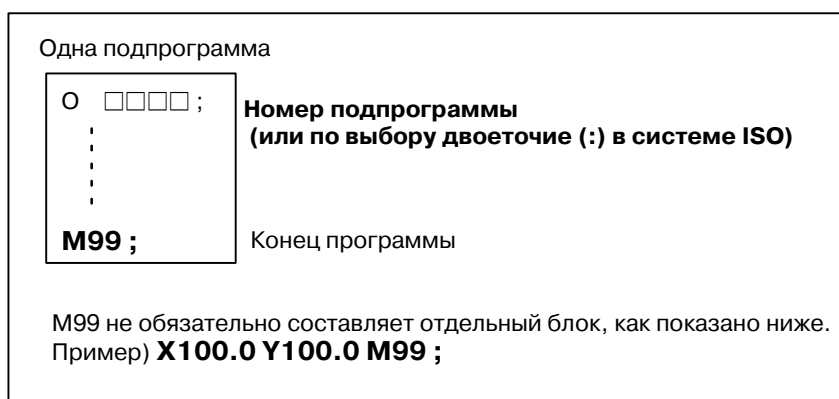 Одна подпрограмма
O □□□□ ;
Номер подпрограммы
(или по выбору двоеточие (:) в системе ISO)
M99 ;
Конец программы
M99 не обязательно составляет отдельный блок, как показано ниже.
Пример) X100.0 Y100.0 M99 ;